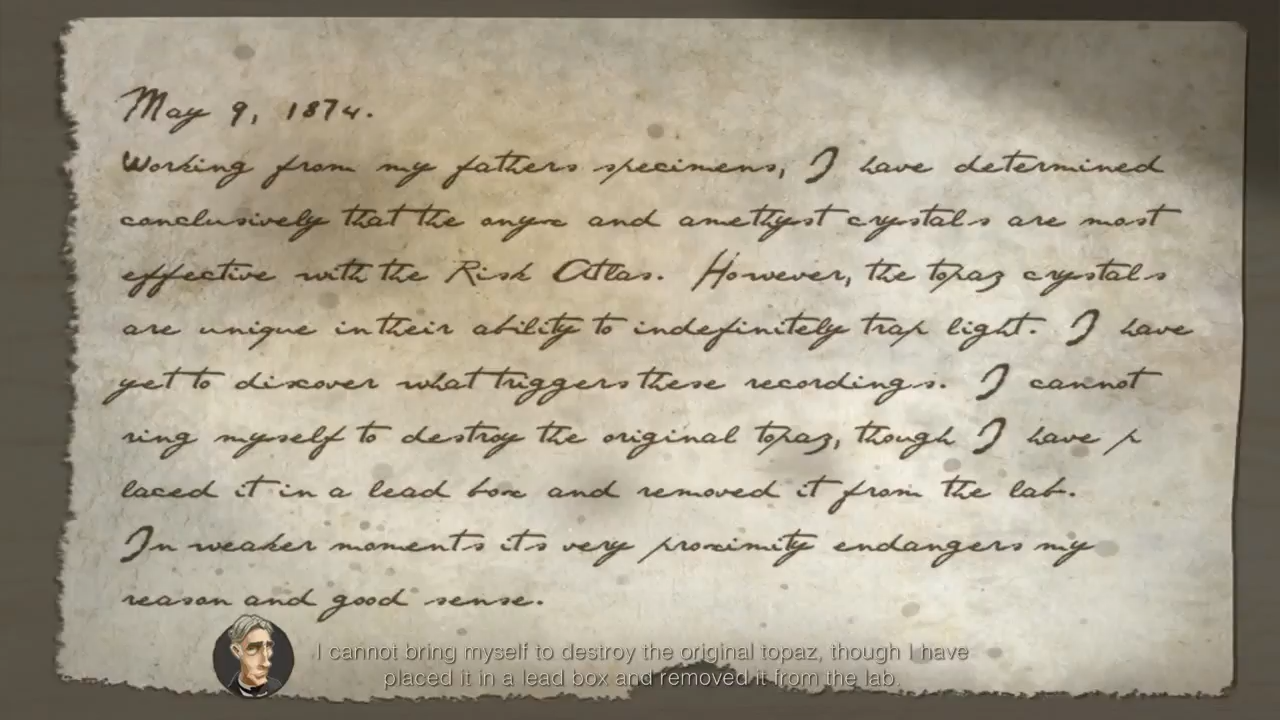 May 9, 1874.
Working from my fathers specimens, I have determined
conclusively that the onyx and amethyst crystals are most
effective with the Risk Atlas. However, the topaz crystals
are unique in their ability to indefinitely trap light. I have
yet to discover what triggers these recordings. I cannot
ring myself to destroy the original topaz, though I have p
laced it in a lead box and removed it from the lab.
In weaker moments its very proximity endangers my
reason and good sense.
I cannot bring myself to destroy the original topaz, though I have
placed it in a lead box and removed it from the lab.